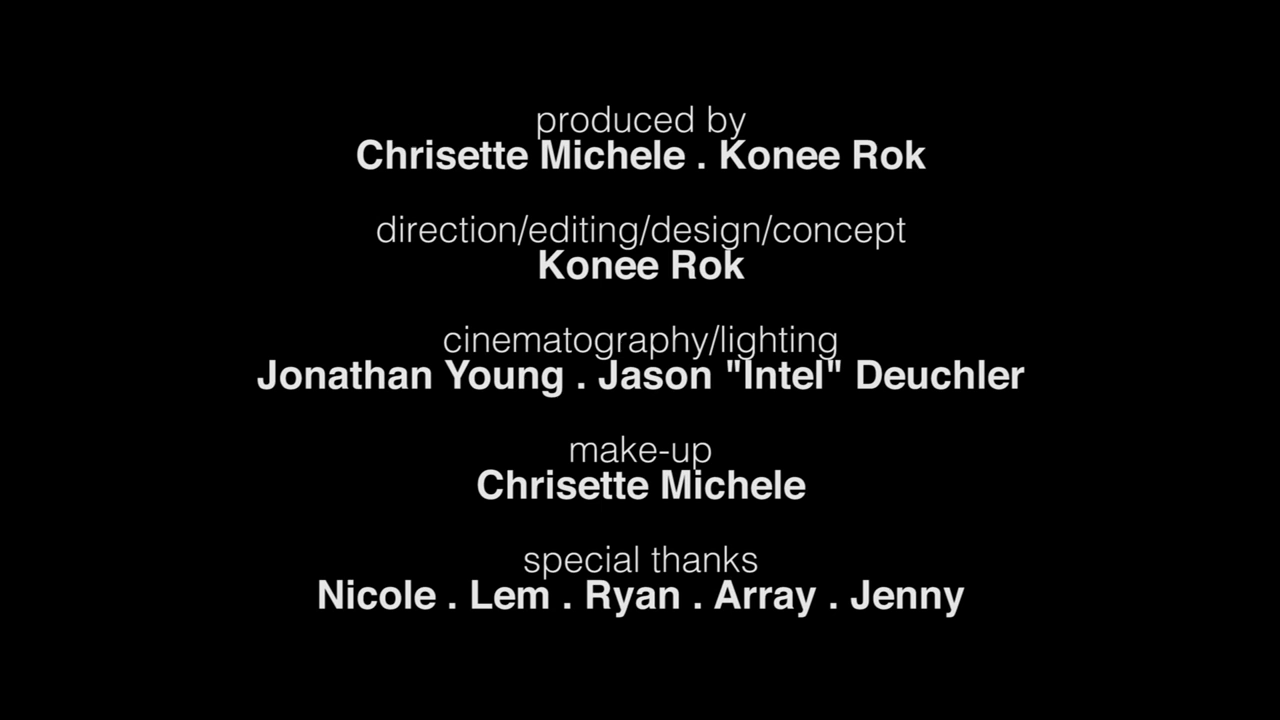 produced by
Chrisette Michele . Konee Rok
direction/editing/design/concept
Konee Rok
cinematography/lighting
Jonathan Young . Jason "Intel" Deuchler
make-up
Chrisette Michele
special thanks
Nicole . Lem . Ryan . Array . Jenny